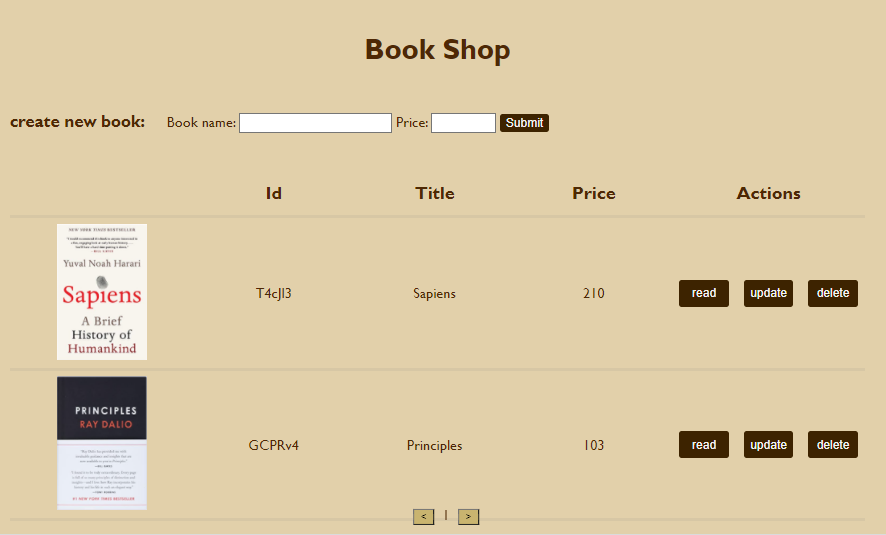 Book Shop
create new book: Book name: Price: Submit
Id Title Price Actions
NEW YORK TIMES BESTSELLER
Yuval Noah Harari
Sapiens
A Brief
History of
Humankind
T4cJl3 Sapiens 210 read update delete
PRINCIPLES
RAY DALIO
#1 NEW YORK TIMES BESTSELLER
GCPRv4 Principles 103 read update delete
< 1 >